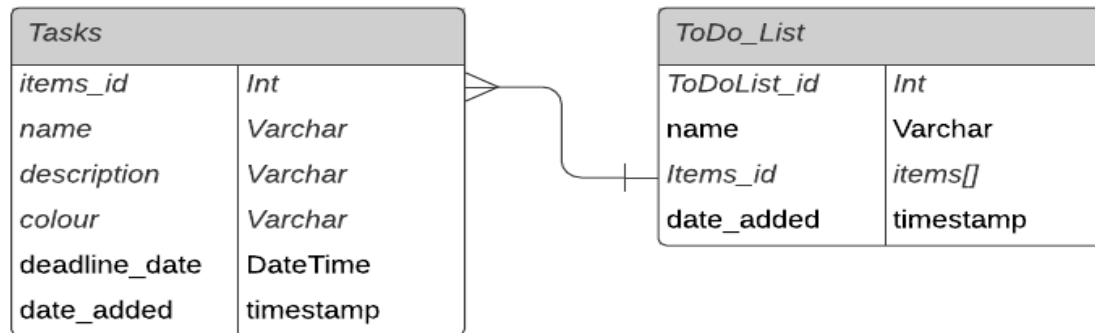 Tasks
items_id Int
name Varchar
description Varchar
colour Varchar
deadline_date DateTime
date_added timestamp
ToDo_List
ToDoList_id Int
name Varchar
Items_id items[]
date_added timestamp